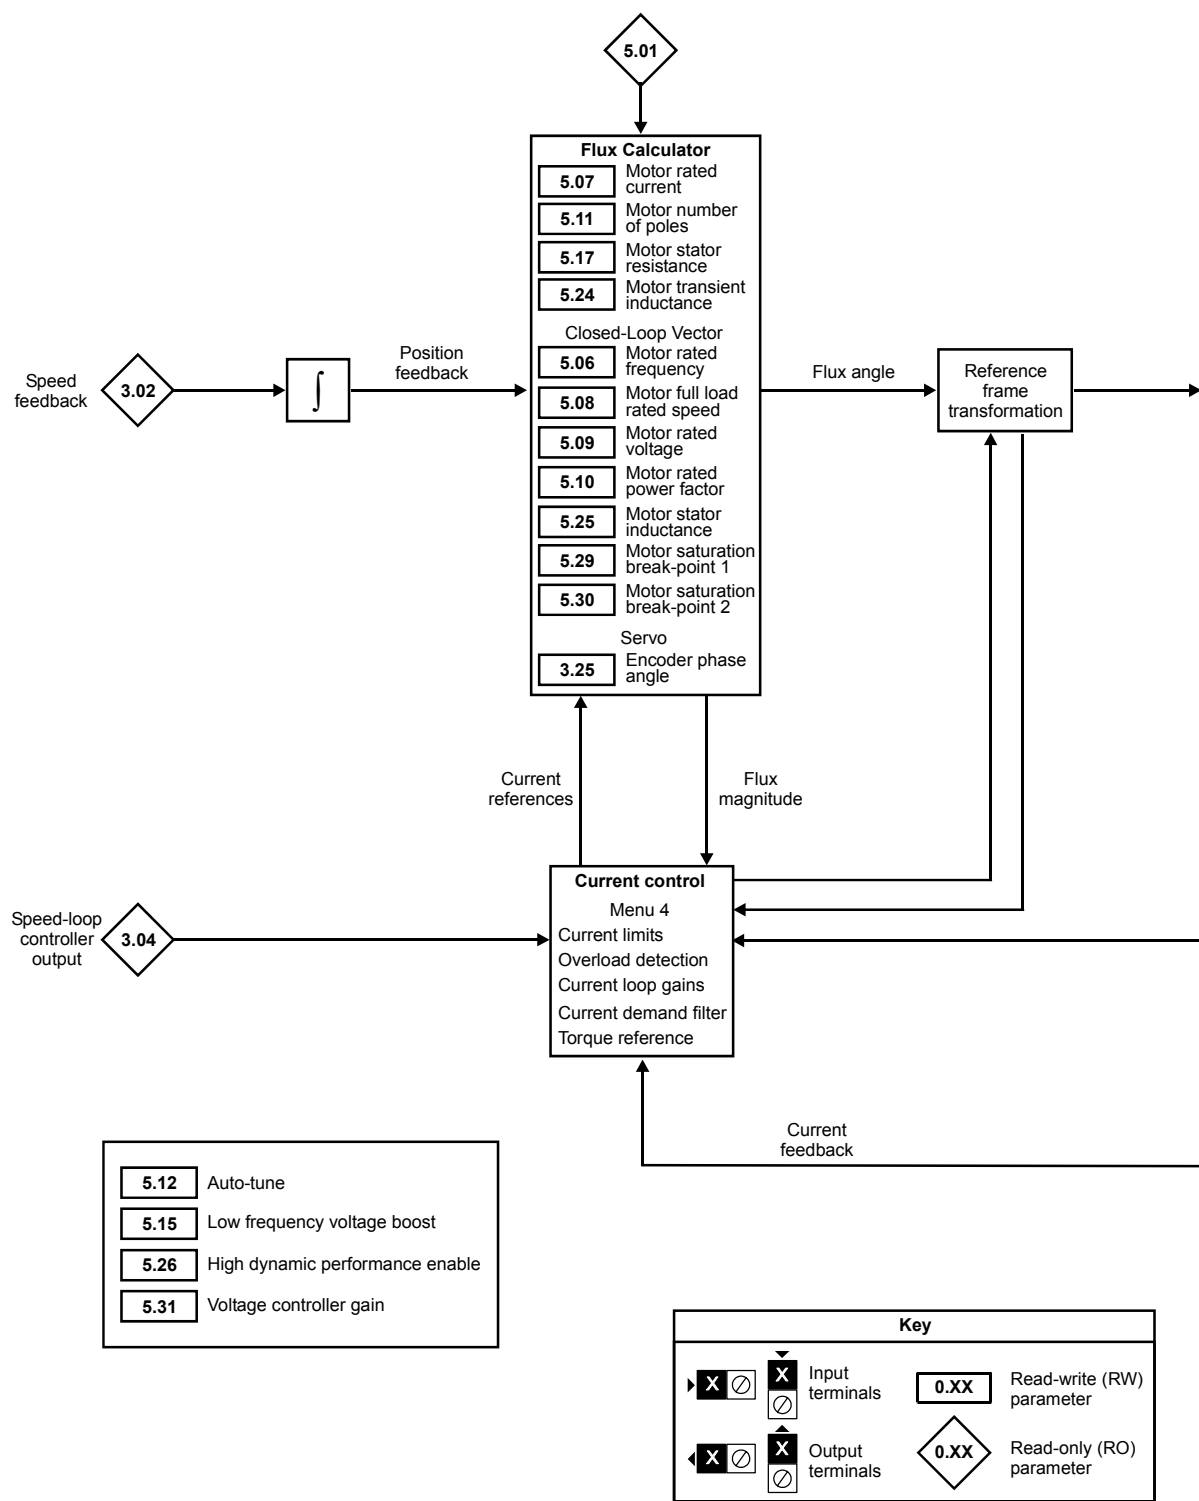 5.01
Flux Calculator
5.07 Motor rated
current
5.11 Motor number
of poles
5.17 Motor stator
resistance
5.24 Motor transient
inductance
Closed-Loop Vector
5.06 Motor rated
frequency
5.08 Motor full load
rated speed
5.09 Motor rated
voltage
5.10 Motor rated
power factor
5.25 Motor stator
inductance
5.29 Motor saturation
break-point 1
5.30 Motor saturation
break-point 2
Servo
3.25 Encoder phase
angle
Speed
feedback
3.02
∫
Position
feedback
Flux angle
Reference
frame
transformation
Current
references
Flux
magnitude
Speed-loop
controller
output
3.04
Current control
Menu 4
Current limits
Overload detection
Current loop gains
Current demand filter
Torque reference
Current
feedback
5.12 Auto-tune
5.15 Low frequency voltage boost
5.26 High dynamic performance enable
5.31 Voltage controller gain
Key
X X Input
terminals
0.XX Read-write (RW)
parameter
X X Output
terminals
0.XX Read-only (RO)
parameter